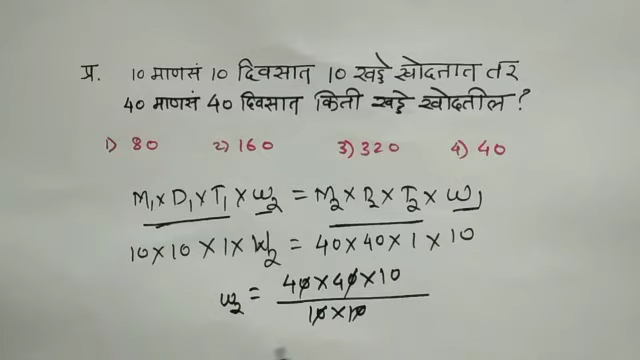 प्र. 10 माणसं 10 दिवसात 10 खड्डे खोदतात तर
40 माणसं 40 दिवसात किती खड्डे खोदतील ?
1) 80 2) 160 3) 320 4) 40
M₁ × D₁ × T₁ × W₂ = M₂ × D₂ × T₂ × W₁
10 × 10 × 1 × W₂ = 40 × 40 × 1 × 10
W₂ = 40 × 40 × 10
10 × 10